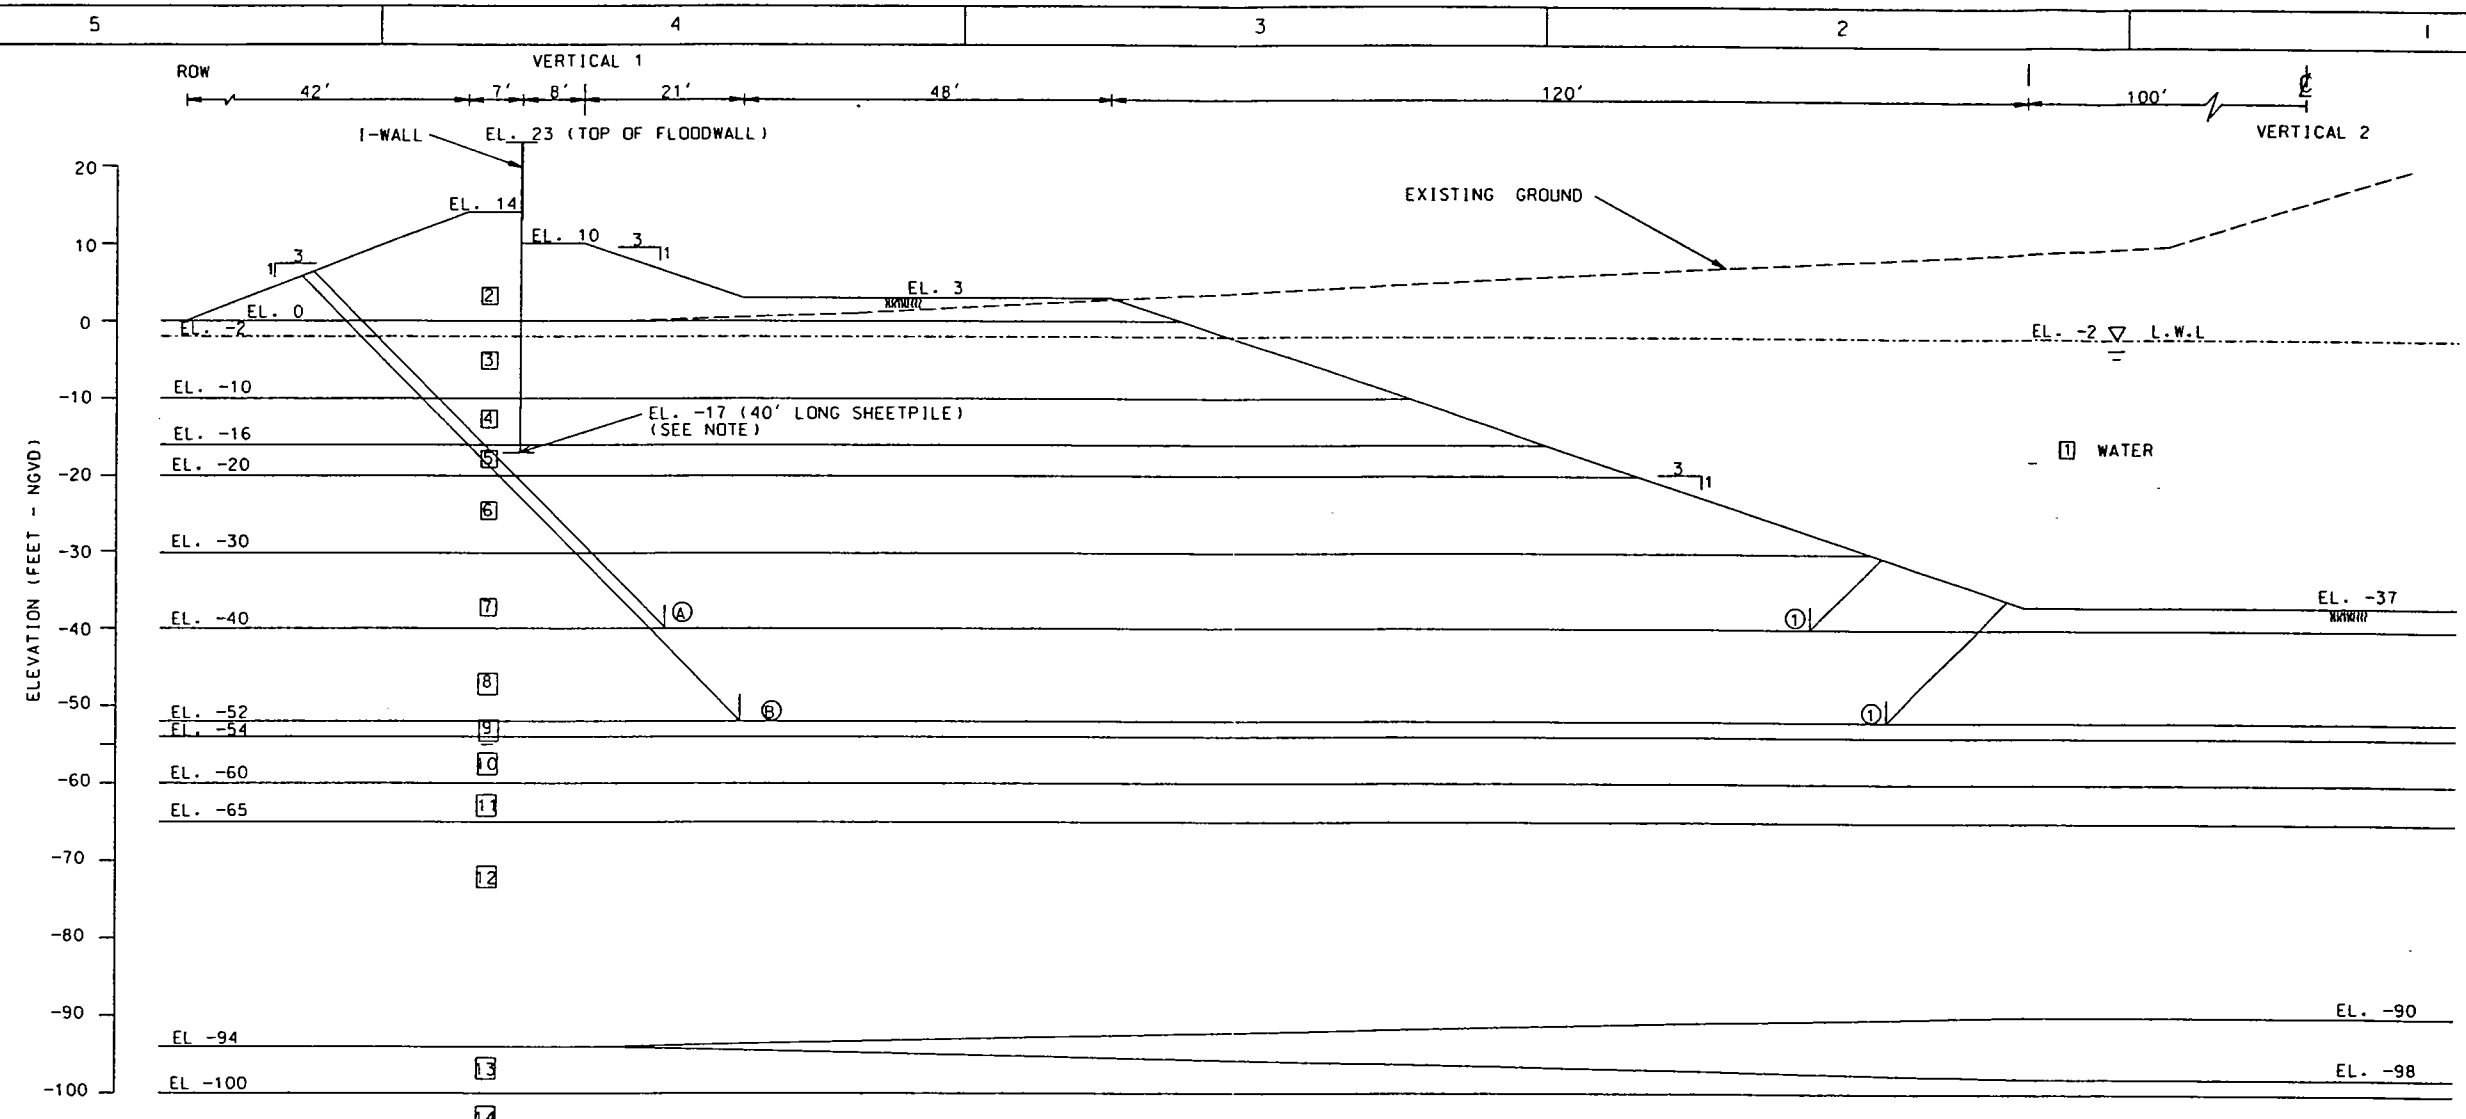 5 4 3 2 1
ROW VERTICAL 1
42' 7' 8' 21' 48' 120' 100' ℄
I-WALL EL. 23 (TOP OF FLOODWALL) VERTICAL 2
20
EL. 14 EXISTING GROUND
10 EL. 10 3 1
3 1
2 EL. 3
0 EL. 0
EL. -2 EL. -2 L.W.L
3
-10 EL. -10
4 EL. -17 (40' LONG SHEETPILE)
(SEE NOTE)
EL. -16
5 1 WATER
-20 EL. -20 3 1
6
-30 EL. -30
7 A 1 EL. -37
-40 EL. -40
8
-50 EL. -52 B 1
EL. -54 9
10
-60 EL. -60
11
EL. -65
-70
12
-80
-90 EL. -90
EL -94
13
-100 EL -100 EL. -98
14
ELEVATION (FEET - NGVD)